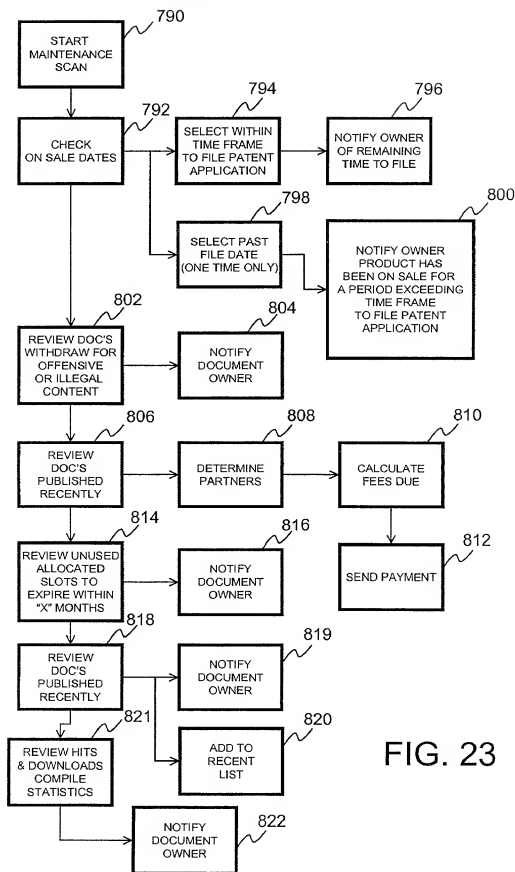 790
START
MAINTENANCE
SCAN
792
CHECK
ON SALE DATES
794
SELECT WITHIN
TIME FRAME
TO FILE PATENT
APPLICATION
796
NOTIFY OWNER
OF REMAINING
TIME TO FILE
798
SELECT PAST
FILE DATE
(ONE TIME ONLY)
800
NOTIFY OWNER
PRODUCT HAS
BEEN ON SALE FOR
A PERIOD EXCEEDING
TIME FRAME
TO FILE PATENT
APPLICATION
802
REVIEW DOC'S
WITHDRAW FOR
OFFENSIVE
OR ILLEGAL
CONTENT
804
NOTIFY
DOCUMENT
OWNER
806
REVIEW
DOC'S
PUBLISHED
RECENTLY
808
DETERMINE
PARTNERS
810
CALCULATE
FEES DUE
812
SEND PAYMENT
814
REVIEW UNUSED
ALLOCATED
SLOTS TO
EXPIRE WITHIN
"X" MONTHS
816
NOTIFY
DOCUMENT
OWNER
818
REVIEW
DOC'S
PUBLISHED
RECENTLY
819
NOTIFY
DOCUMENT
OWNER
820
ADD TO
RECENT
LIST
821
REVIEW HITS
& DOWNLOADS
COMPILE
STATISTICS
822
NOTIFY
DOCUMENT
OWNER
FIG. 23